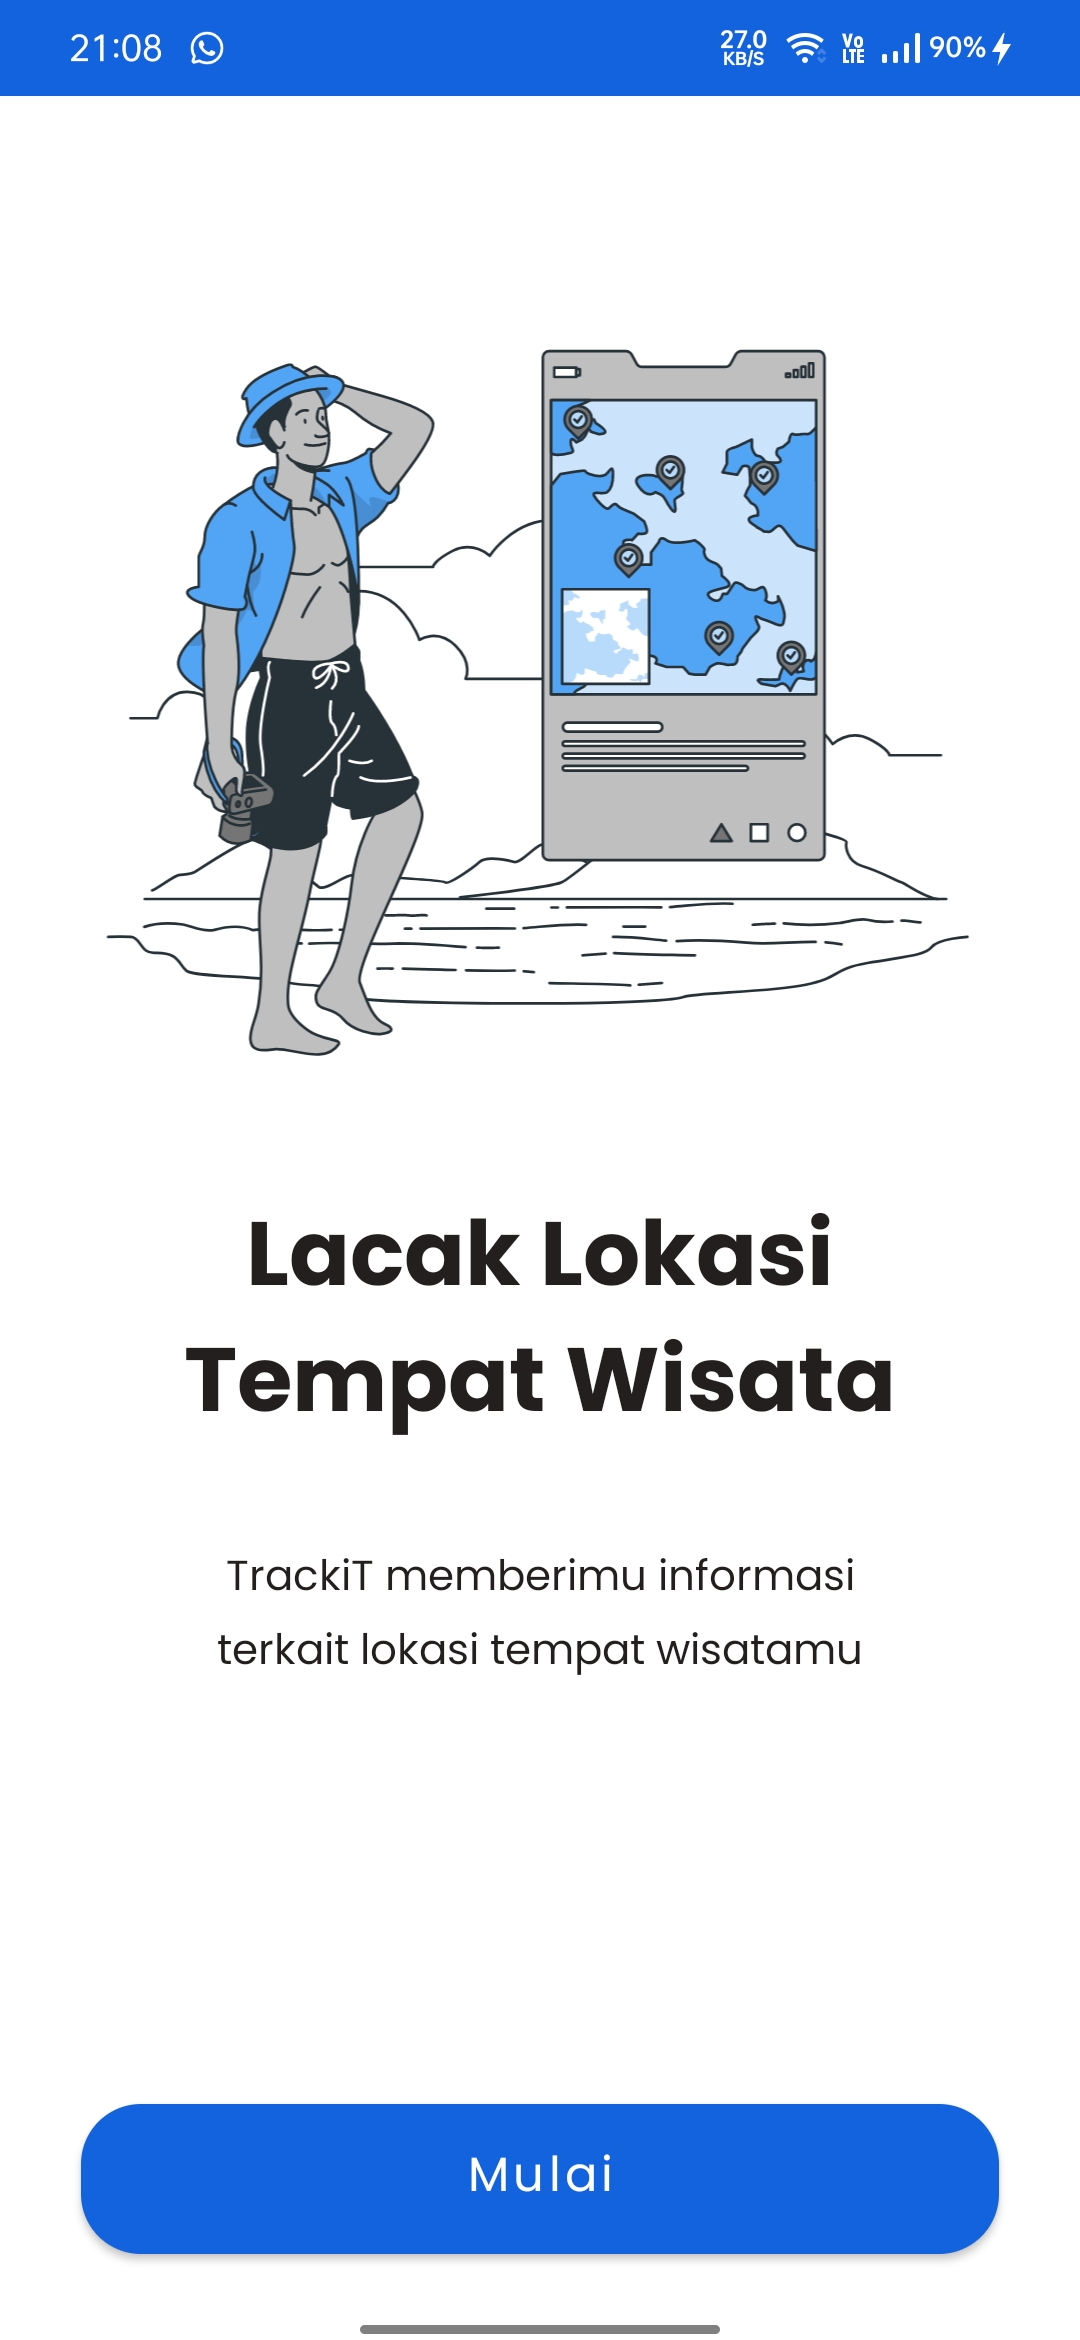 21:08
27.0
KB/S
Vo
LTE
90%
Lacak Lokasi
Tempat Wisata
TrackiT memberimu informasi
terkait lokasi tempat wisatamu
Mulai